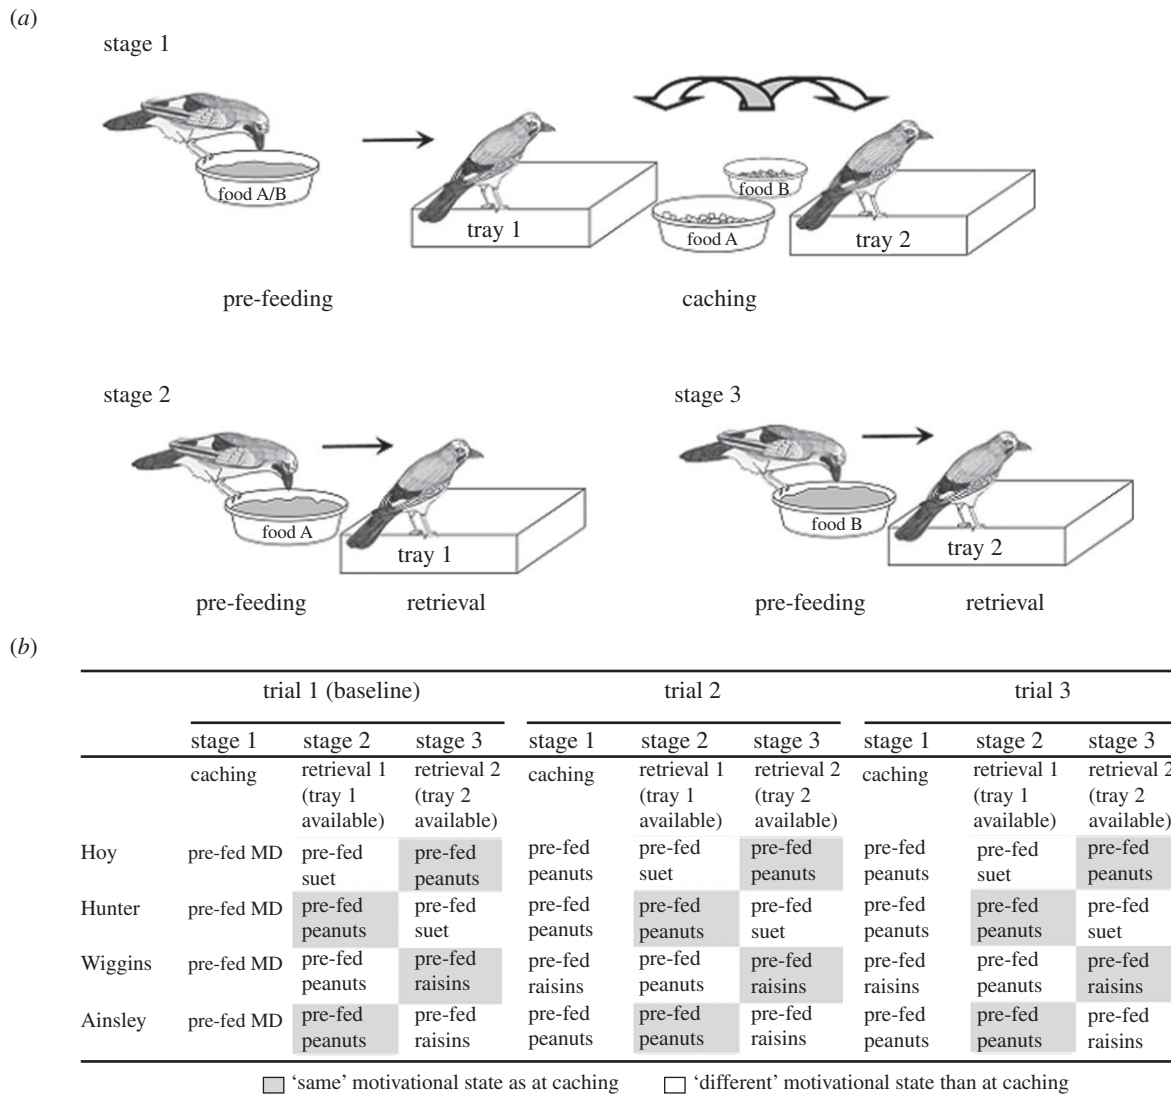 (a)
stage 1
food A/B
tray 1
food B
food A
tray 2
pre-feeding
caching
stage 2
stage 3
food A
tray 1
food B
tray 2
pre-feeding
retrieval
pre-feeding
retrieval
(b)
trial 1 (baseline) trial 2 trial 3
stage 1 stage 2 stage 3 stage 1 stage 2 stage 3 stage 1 stage 2 stage 3
caching retrieval 1 retrieval 2 caching retrieval 1 retrieval 2 caching retrieval 1 retrieval 2
(tray 1 (tray 2 (tray 1 (tray 2 (tray 1 (tray 2
available) available) available) available) available) available)
Hoy pre-fed MD pre-fed pre-fed pre-fed pre-fed pre-fed pre-fed pre-fed pre-fed
suet peanuts peanuts suet peanuts peanuts suet peanuts
Hunter pre-fed MD pre-fed pre-fed pre-fed pre-fed pre-fed pre-fed pre-fed pre-fed
peanuts suet peanuts peanuts suet peanuts peanuts suet
Wiggins pre-fed MD pre-fed pre-fed pre-fed pre-fed pre-fed pre-fed pre-fed pre-fed
peanuts raisins raisins peanuts raisins raisins peanuts raisins
Ainsley pre-fed MD pre-fed pre-fed pre-fed pre-fed pre-fed pre-fed pre-fed pre-fed
peanuts raisins peanuts peanuts raisins peanuts peanuts raisins
‘same’ motivational state as at caching ‘different’ motivational state than at caching